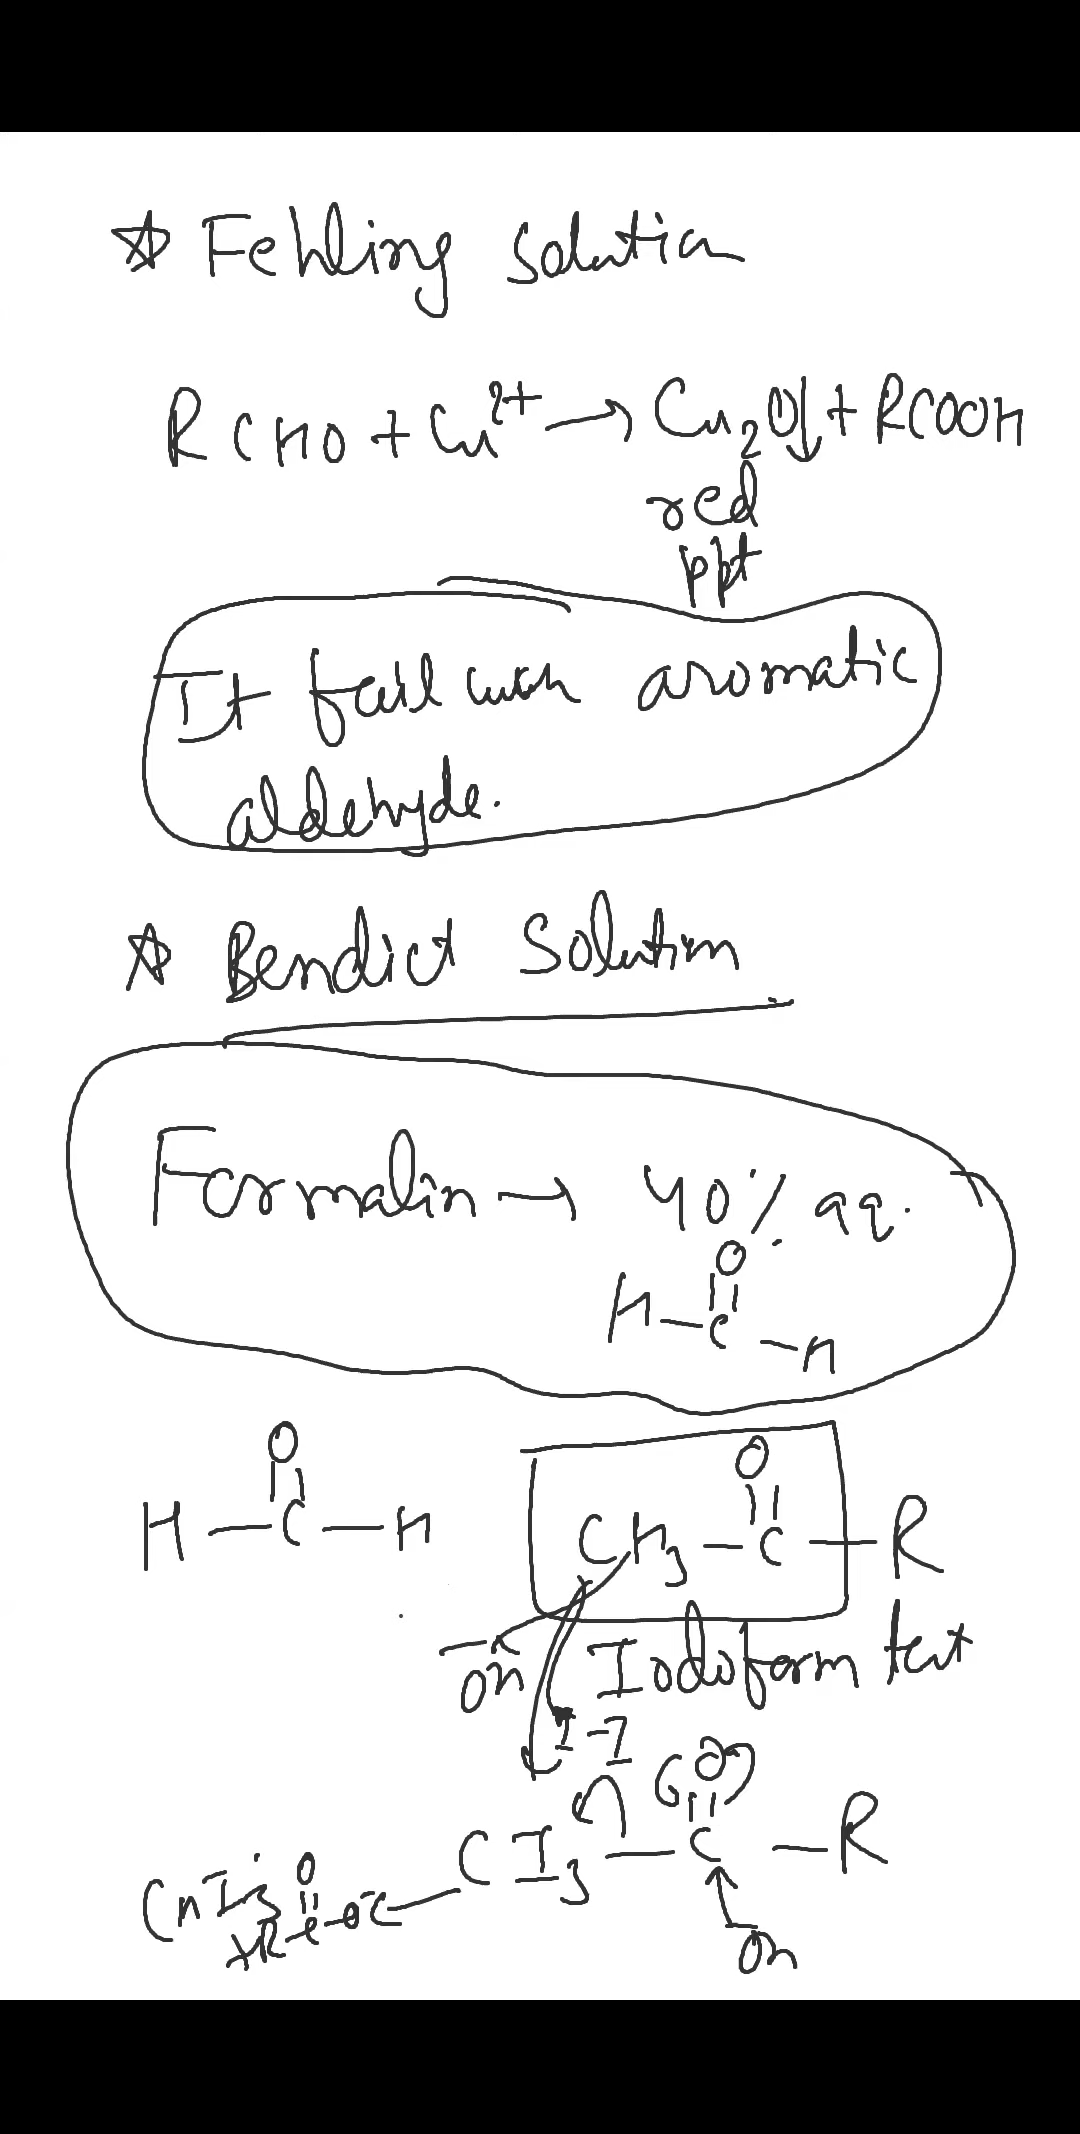 ☆ Fehling solution
RCHO + Cu²⁺ → Cu₂O↓ + RCOOH
red
ppt
It fail with aromatic
aldehyde.
☆ Bendict Solution
Formalin → 40% aq.
O
H–C–H
O O
H–C–H CH₃–C–R
OH⁻ Iodoform test
I-I
O
CI₃–C–R
CHI₃ O
+R–C–O⁻
OH⁻